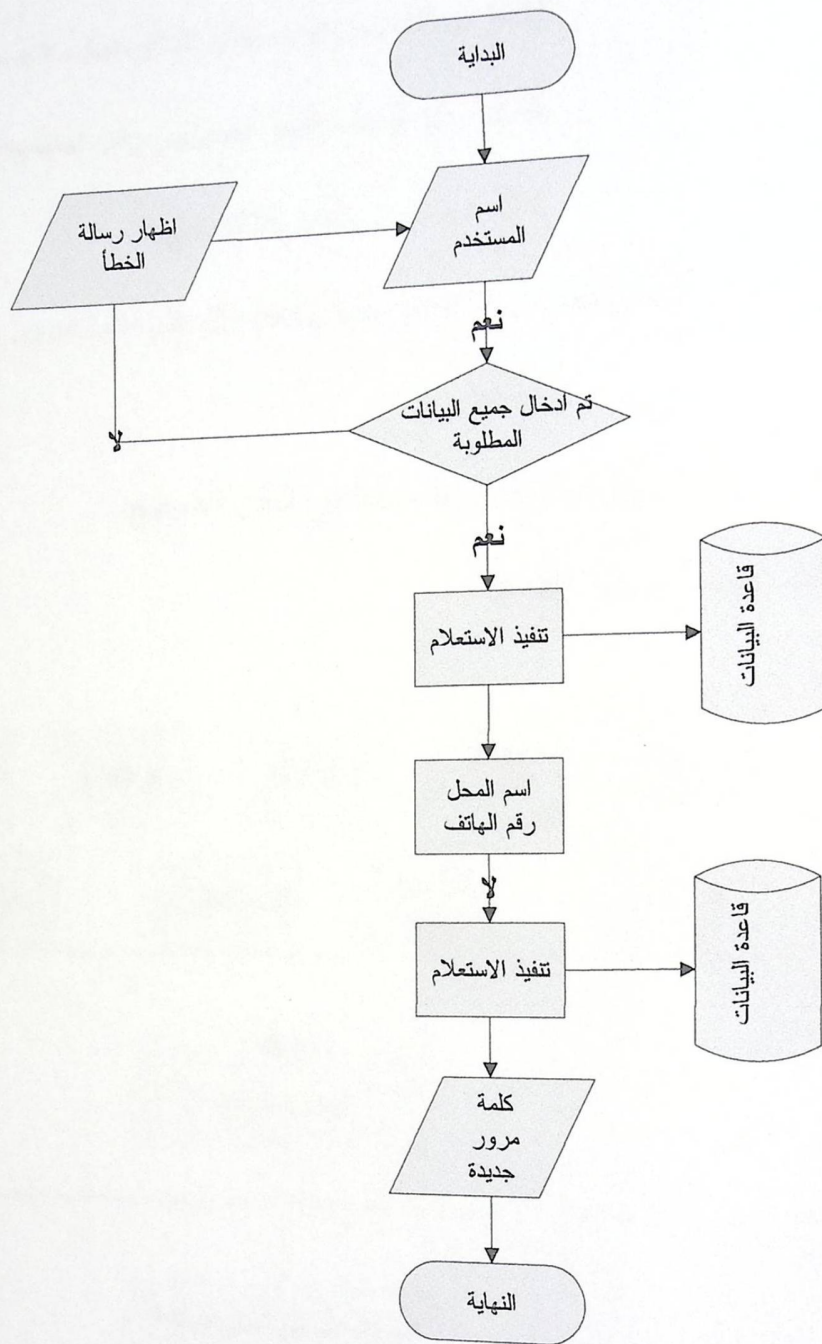 البداية
اسم
المستخدم
اظهار رسالة
الخطأ
نعم
تم ادخال جميع البيانات
المطلوبة
لا
نعم
تنفيذ الاستعلام
قاعدة البيانات
اسم المحل
رقم الهاتف
لا
تنفيذ الاستعلام
قاعدة البيانات
كلمة
مرور
جديدة
النهاية